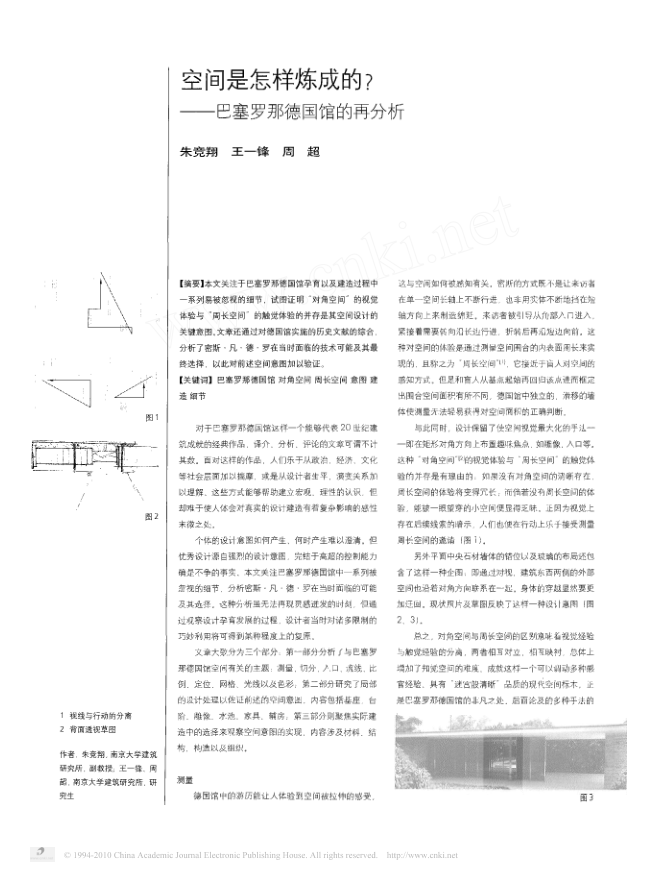 空间是怎样炼成的？
——巴塞罗那德国馆的再分析
朱竞翔 王一锋 周 超
【摘要】本文关注于巴塞罗那德国馆孕育以及建造过程中
一系列易被忽视的细节，试图证明“对角空间”的视觉
体验与“周长空间”的触觉体验的并存是其空间设计的
关键意图。文章还通过对德国馆实施的历史文献的综合，
分析了密斯·凡·德·罗在当时面临的技术可能及其最
终选择，以此对前述空间意图加以验证。
【关键词】巴塞罗那德国馆 对角空间 周长空间 意图 建
造 细节
对于巴塞罗那德国馆这样一个能够代表20世纪建
筑成就的经典作品，译介、分析、评论的文章可谓不计
其数。面对这样的作品，人们乐于从政治、经济、文化
等社会层面加以揣摩，或是从设计者生平、演变关系加
以理解，这些方式能够帮助建立宏观、理性的认识，但
却难于使人体会对真实的设计建造有着复杂影响的感性
末微之处。
个体的设计意图如何产生、何时产生难以澄清。但
优秀设计源自强烈的设计意图，完结于高超的控制能力
确是不争的事实。本文关注巴塞罗那德国馆中一系列被
忽视的细节，分析密斯·凡·德·罗在当时面临的可能
及其选择。这种分析虽无法再现灵感迸发的时刻，但通
过观察设计孕育发展的过程，设计者当时对诸多限制的
巧妙利用将可得到某种程度上的复原。
文章大致分为三个部分：第一部分分析了与巴塞罗
那德国馆空间有关的主题：测量、切分、入口、流线、比
例、定位、网格、光线以及色彩；第二部分研究了局部
的设计处理以佐证前述的空间意图，内容包括基座、台
阶、雕像、水池、家具、辅房；第三部分则聚焦实际建
造中的选择来观察空间意图的实现，内容涉及材料、结
构、构造以及组织。
测量
德国馆中的游历能让人体验到空间被拉伸的感受，
这与空间如何被感知有关。密斯的方式既不是让来访者
在单一空间长轴上不断行进，也非用实体不断地挡在短
轴方向上来制造绵延。来访者被引导从角部入口进入，
紧接着需要转向沿长边行进，折转后再沿短边向前。这
种对空间的体验是通过测量空间围合的内表面周长来实
现的，且称之为“周长空间”[1]，它接近于盲人对空间的
感知方式。但是和盲人从基点起始再回归该点进而框定
出围合空间面积有所不同，德国馆中独立的、滑移的墙
体使测量无法轻易获得对空间面积的正确判断。
与此同时，设计保留了使空间视觉最大化的手法—
—即在矩形对角方向上布置趣味焦点，如雕像、入口等。
这种“对角空间”[2]的视觉体验与“周长空间”的触觉体
验的并存是有理由的，如果没有对角空间的清晰存在，
周长空间的体验将变得冗长；而倘若没有周长空间的体
验，能被一眼望穿的小空间便显得乏味。正因为视觉上
存在后续线索的暗示，人们也便在行动上乐于接受测量
周长空间的邀请（图1）。
另外平面中央石材墙体的错位以及玻璃的布局还包
含了这样一种企图：即通过对视，建筑东西两侧的外部
空间也沿着对角方向联系在一起。身体的穿越显然要更
加迂回。现状照片及草图反映了这样一种设计意图（图
2、3）。
总之，对角空间与周长空间的区别意味着视觉经验
与触觉经验的分离，两者相互对立、相互映衬，总体上
增加了知觉空间的难度，成就这样一个可以调动多种感
官经验、具有“迷宫般清晰”品质的现代空间标本，正
是巴塞罗那德国馆的非凡之处，后面论及的多种手法的
图1
图2
图3
1 视线与行动的分离
2 背面透视草图
作者：朱竞翔，南京大学建筑
研究所，副教授；王一锋、周
超，南京大学建筑研究所，研
究生
© 1994-2010 China Academic Journal Electronic Publishing House. All rights reserved. http://www.cnki.net